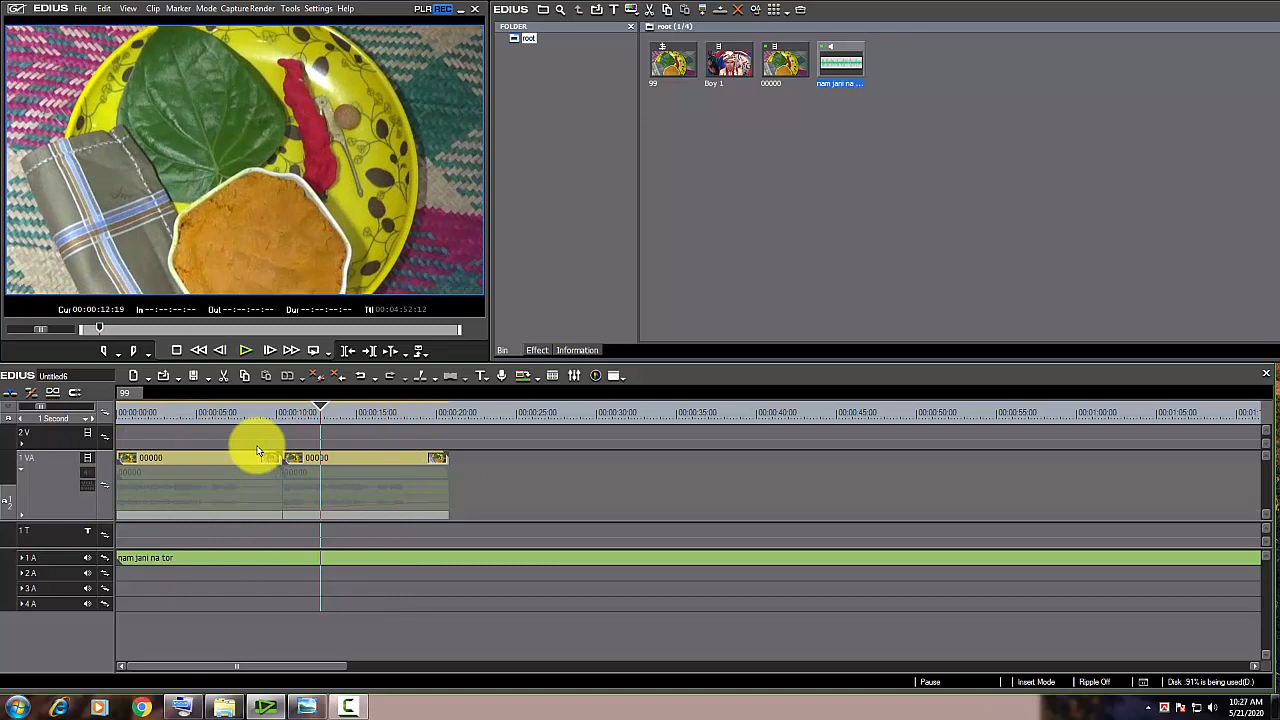 EDIUS File Edit View Clip Marker Mode Capture Render Tools Settings Help PLR REC
EDIUS
FOLDER
root
root (1/4)
99
Boy 1
00000
nam jani na ...
Cur 00:00:12:19 In --:--:--:-- Out --:--:--:-- Dur --:--:--:-- Ttl 00:04:52:12
Bin Effect Information
EDIUS Untitled6
99
1 Second
00:00:00:00 00:00:05:00 00:00:10:00 00:00:15:00 00:00:20:00 00:00:25:00 00:00:30:00 00:00:35:00 00:00:40:00 00:00:45:00 00:00:50:00 00:00:55:00 00:01:00:00 00:01:05:00 00:01:
2 V
1 VA
00000 00000
00000 00000
1 T T
1 A nam jani na tor
2 A
3 A
4 A
Pause Insert Mode Ripple Off Disk :91% is being used(D:)
10:27 AM
5/21/2020